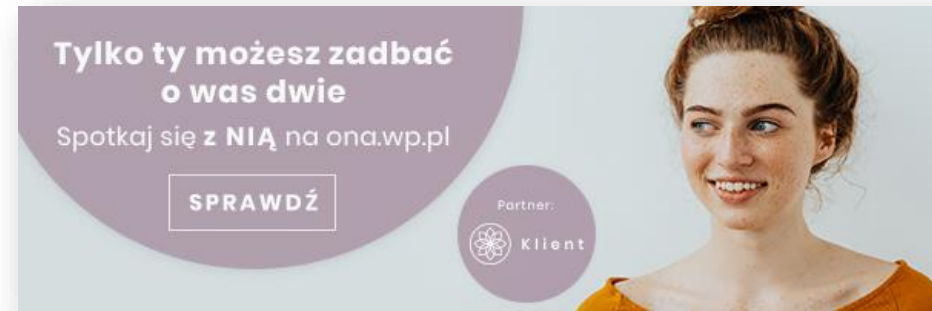 Tylko ty możesz zadbać
o was dwie
Spotkaj się z NIĄ na ona.wp.pl
SPRAWDŹ
Partner:
Klient